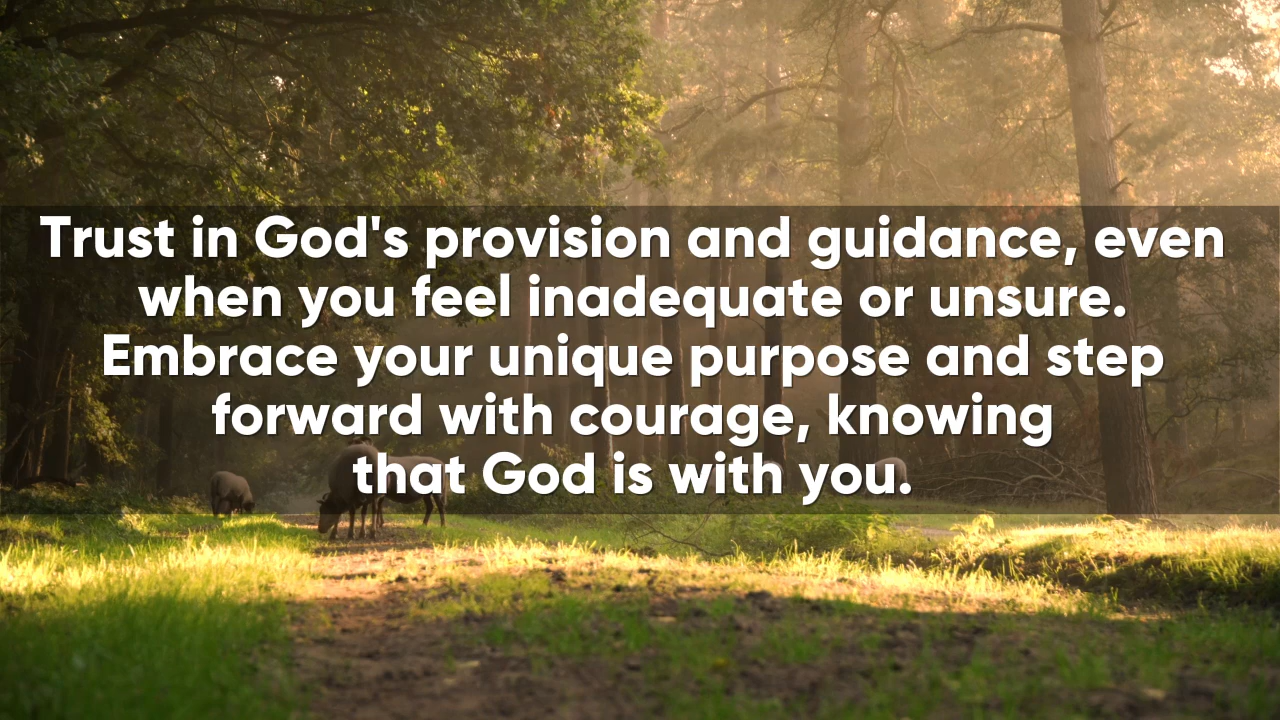 Trust in God's provision and guidance, even
when you feel inadequate or unsure.
Embrace your unique purpose and step
forward with courage, knowing
that God is with you.